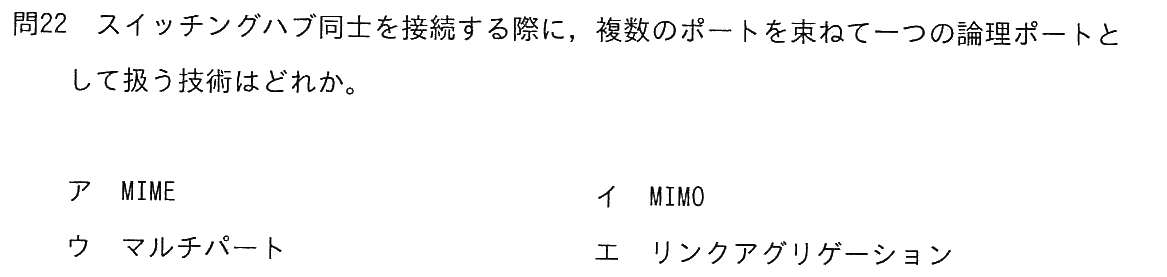 問22 スイッチングハブ同士を接続する際に，複数のポートを束ねて一つの論理ポートと
して扱う技術はどれか。
ア MIME イ MIMO
ウ マルチパート エ リンクアグリゲーション